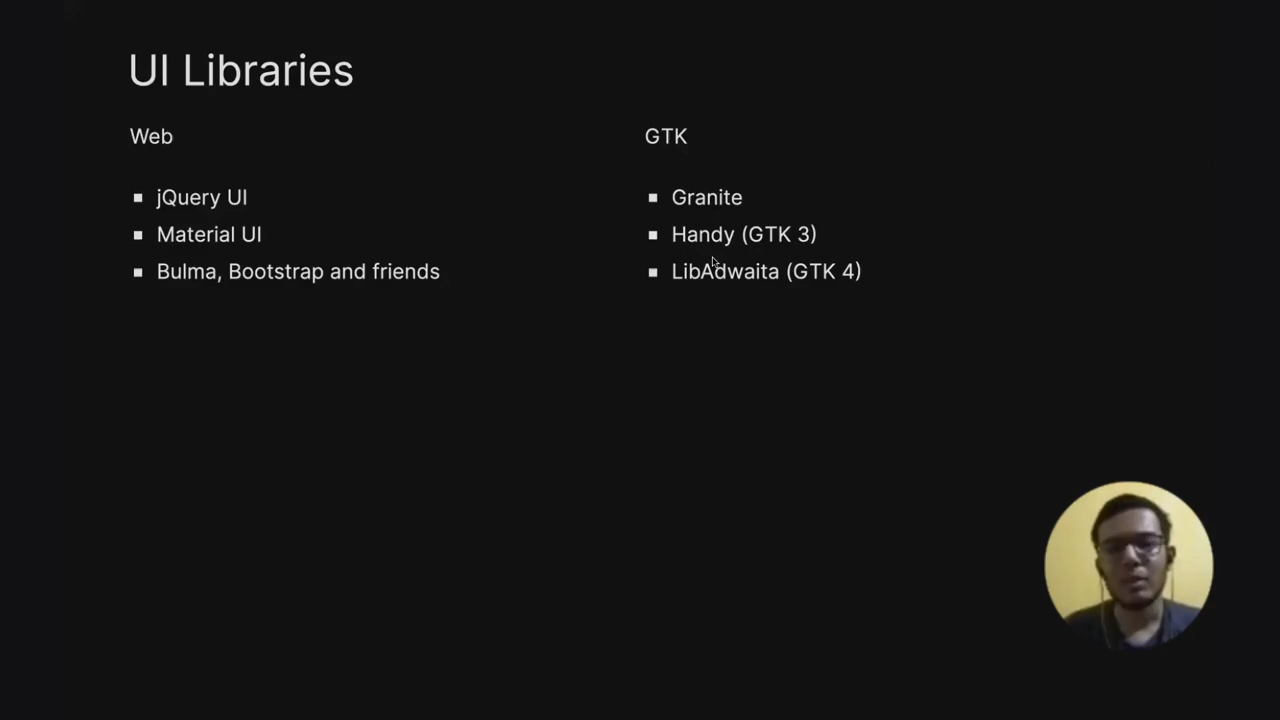 UI Libraries
Web
jQuery UI
Material UI
Bulma, Bootstrap and friends
GTK
Granite
Handy (GTK 3)
LibAdwaita (GTK 4)